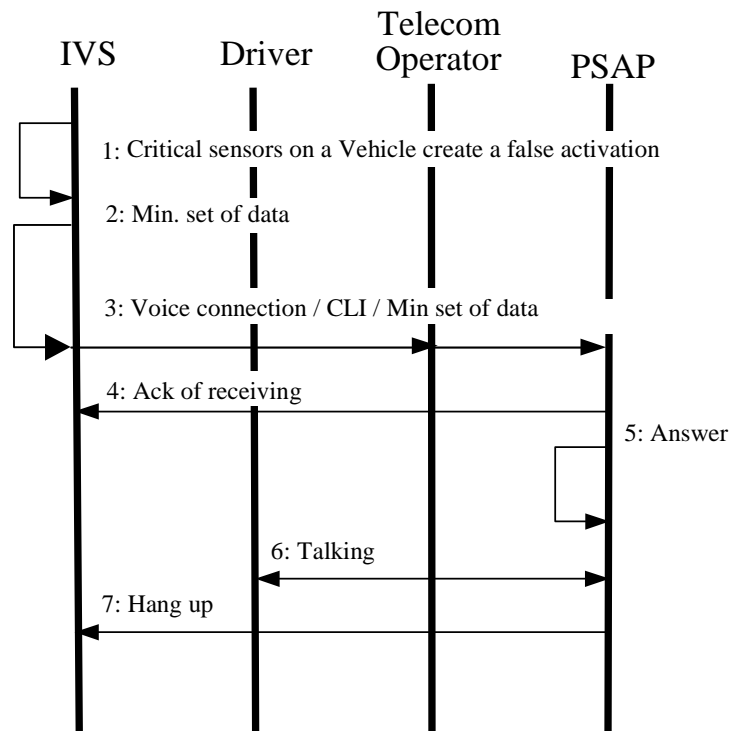 IVS
Driver
Telecom
Operator
PSAP
1: Critical sensors on a Vehicle create a false activation
2: Min. set of data
3: Voice connection / CLI / Min set of data
4: Ack of receiving
5: Answer
6: Talking
7: Hang up